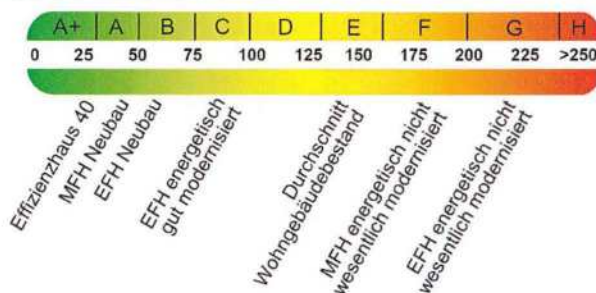 A+ A B C D E F G H
0 25 50 75 100 125 150 175 200 225 >250
Effizienzhaus 40
MFH Neubau
EFH Neubau
EFH energetisch
gut modernisiert
Durchschnitt
Wohngebäudebestand
MFH energetisch nicht
wesentlich modernisiert
EFH energetisch nicht
wesentlich modernisiert